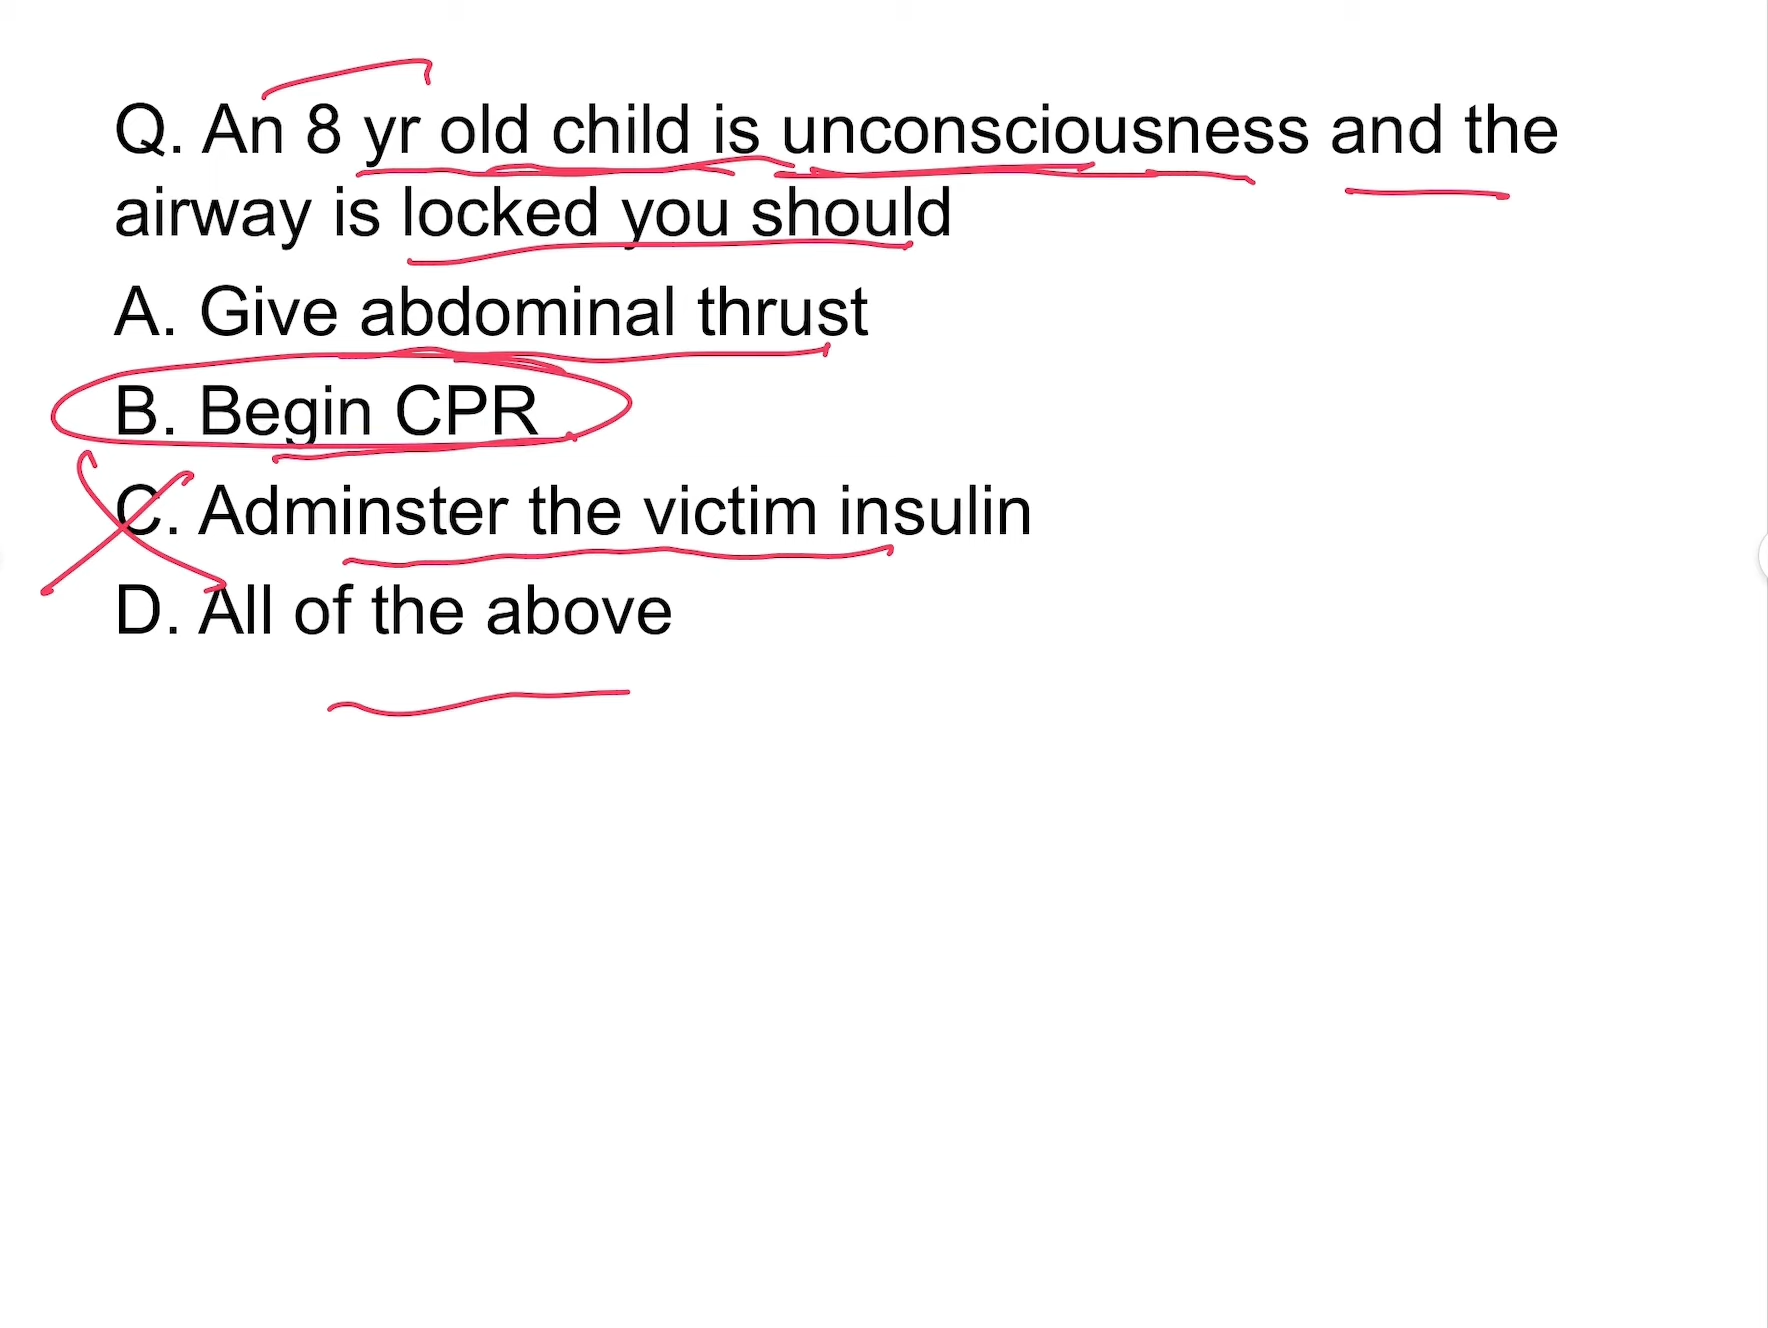 Q. An 8 yr old child is unconsciousness and the
airway is locked you should
A. Give abdominal thrust
B. Begin CPR
C. Adminster the victim insulin
D. All of the above